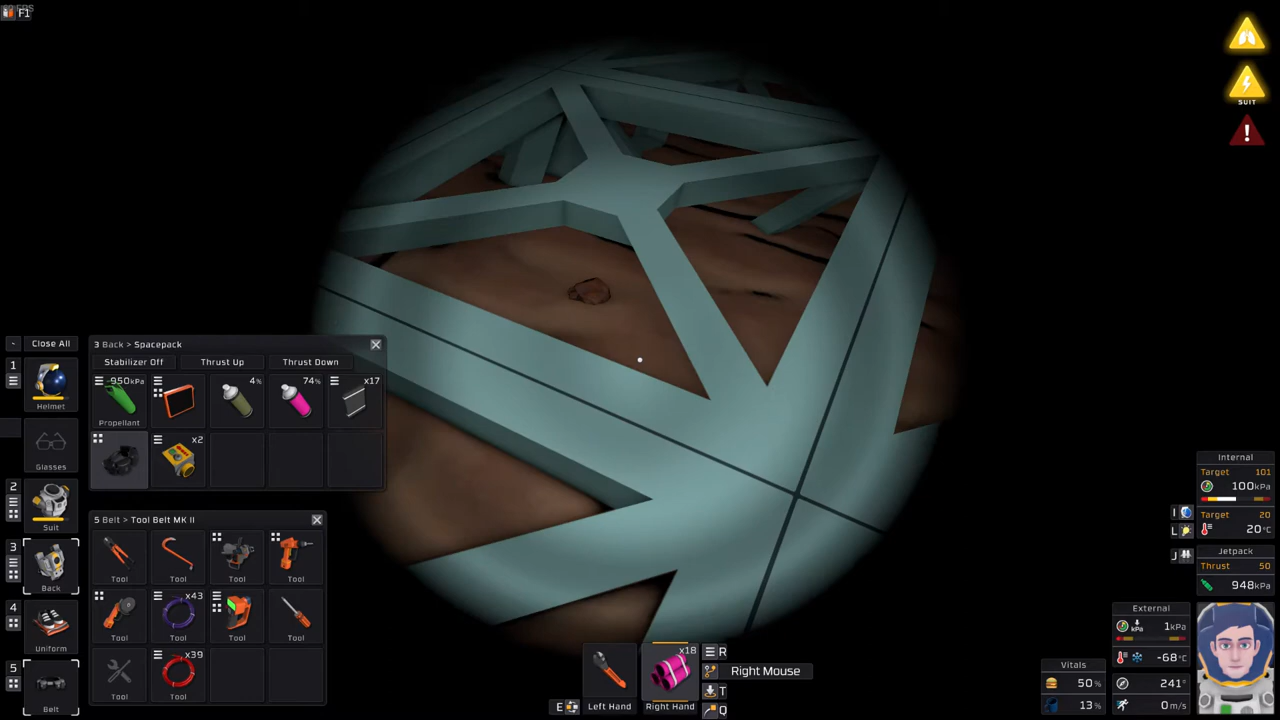 F1
SUIT
3 Back > Spacepack
Close All
Stabilizer Off
Thrust Up
Thrust Down
1
950kPa
4%
74%
x17
Helmet
Propellant
x2
Glasses
2
Suit
5 Belt > Tool Belt MK II
3
Tool
Tool
Tool
Tool
Back
4
x43
Tool
Tool
Tool
Tool
Uniform
5
x39
Tool
Tool
Belt
x18
R
Right Mouse
T
E
Left Hand
Right Hand
Q
Internal
Target 101
100kPa
Target 20
I
L
20°C
J
Jetpack
Thrust 50
948kPa
External
kPa
1kPa
-68°C
Vitals
50%
241°
13%
0m/s